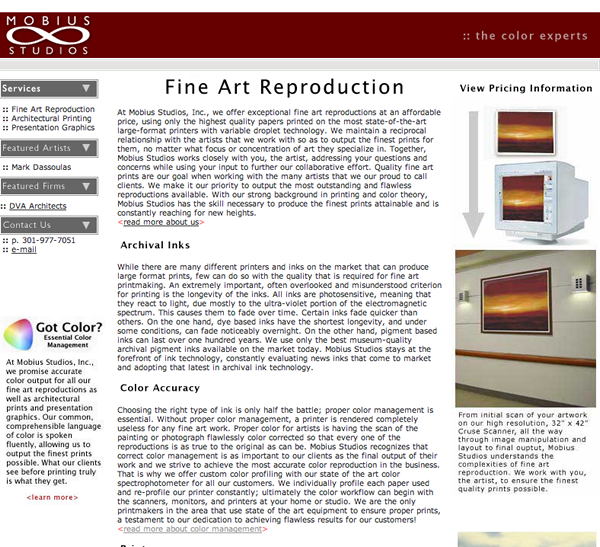 MOBIUS
STUDIOS
:: the color experts
Services
:: Fine Art Reproduction
:: Architectural Printing
:: Presentation Graphics
Featured Artists
:: Mark Dassoulas
Featured Firms
:: DVA Architects
Contact Us
:: p. 301-977-7051
:: e-mail
Got Color?
Essential Color
Management
At Mobius Studios, Inc.,
we promise accurate
color output for all our
fine art reproductions as
well as architectural
prints and presentation
graphics. Our common,
comprehensible language
of color is spoken
fluently, allowing us to
output the finest prints
possible. What our clients
see before printing truly
is what they get.
<learn more>
Fine Art Reproduction
At Mobius Studios, Inc., we offer exceptional fine art reproductions at an affordable
price, using only the highest quality papers printed on the most state-of-the-art
large-format printers with variable droplet technology. We maintain a reciprocal
relationship with the artists that we work with so as to output the finest prints for
them, no matter what focus or concentration of art they specialize in. Together,
Mobius Studios works closely with you, the artist, addressing your questions and
concerns while using your input to further our collaborative effort. Quality fine art
prints are our goal when working with the many artists that we our proud to call
clients. We make it our priority to output the most outstanding and flawless
reproductions available. With our strong background in printing and color theory,
Mobius Studios has the skill necessary to produce the finest prints attainable and is
constantly reaching for new heights.
<read more about us>
Archival Inks
While there are many different printers and inks on the market that can produce
large format prints, few can do so with the quality that is required for fine art
printmaking. An extremely important, often overlooked and misunderstood criterion
for printing is the longevity of the inks. All inks are photosensitive, meaning that
they react to light, due mostly to the ultra-violet portion of the electromagnetic
spectrum. This causes them to fade over time. Certain inks fade quicker than
others. On the one hand, dye based inks have the shortest longevity, and under
some conditions, can fade noticeably overnight. On the other hand, pigment based
inks can last over one hundred years. We use only the best museum-quality
archival pigment inks available on the market today. Mobius Studios stays at the
forefront of ink technology, constantly evaluating news inks that come to market
and adopting that latest in archival ink technology.
Color Accuracy
Choosing the right type of ink is only half the battle; proper color management is
essential. Without proper color management, a printer is rendered completely
useless for any fine art work. Proper color for artists is having the scan of the
painting or photograph flawlessly color corrected so that every one of the
reproductions is as true to the original as can be. Mobius Studios recognizes that
correct color management is as important to our clients as the final output of their
work and we strive to achieve the most accurate color reproduction in the business.
That is why we offer custom color profiling with our state of the art color
spectrophotometer for all our customers. We individually profile each paper used
and re-profile our printer constantly; ultimately the color workflow can begin with
the scanners, monitors, and printers at your home or studio. We are the only
printmakers in the area that use state of the art equipment to ensure proper prints,
a testament to our dedication to achieving flawless results for our customers!
<read more about color management>
View Pricing Information
From initial scan of your artwork
on our high resolution, 32" x 42"
Cruse Scanner, all the way
through image manipulation and
layout to final ouptut, Mobius
Studios understands the
complexities of fine art
reproduction. We work with you,
the artist, to ensure the finest
quality prints possible.